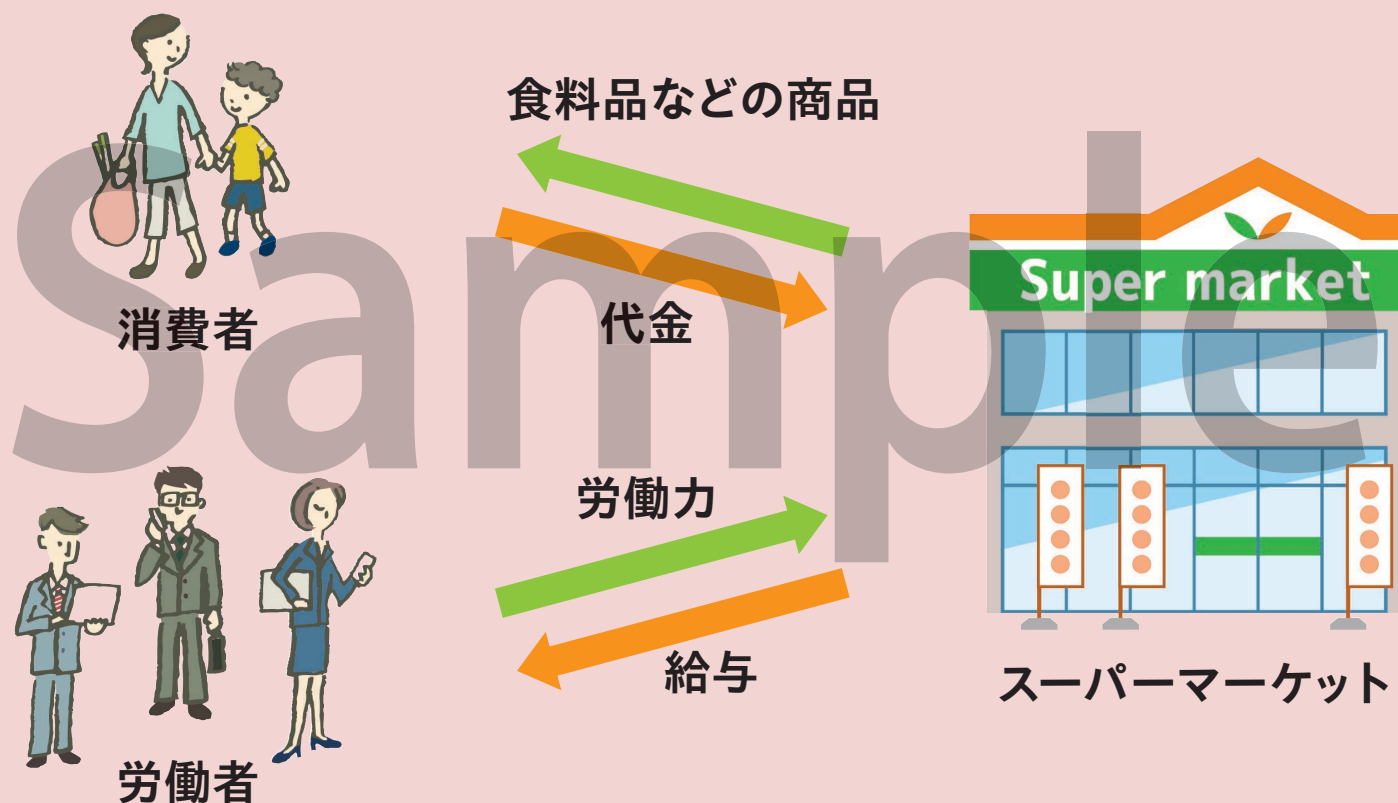 食料品などの商品
代金
消費者
Super market
Sample
労働力
給与
スーパーマーケット
労働者